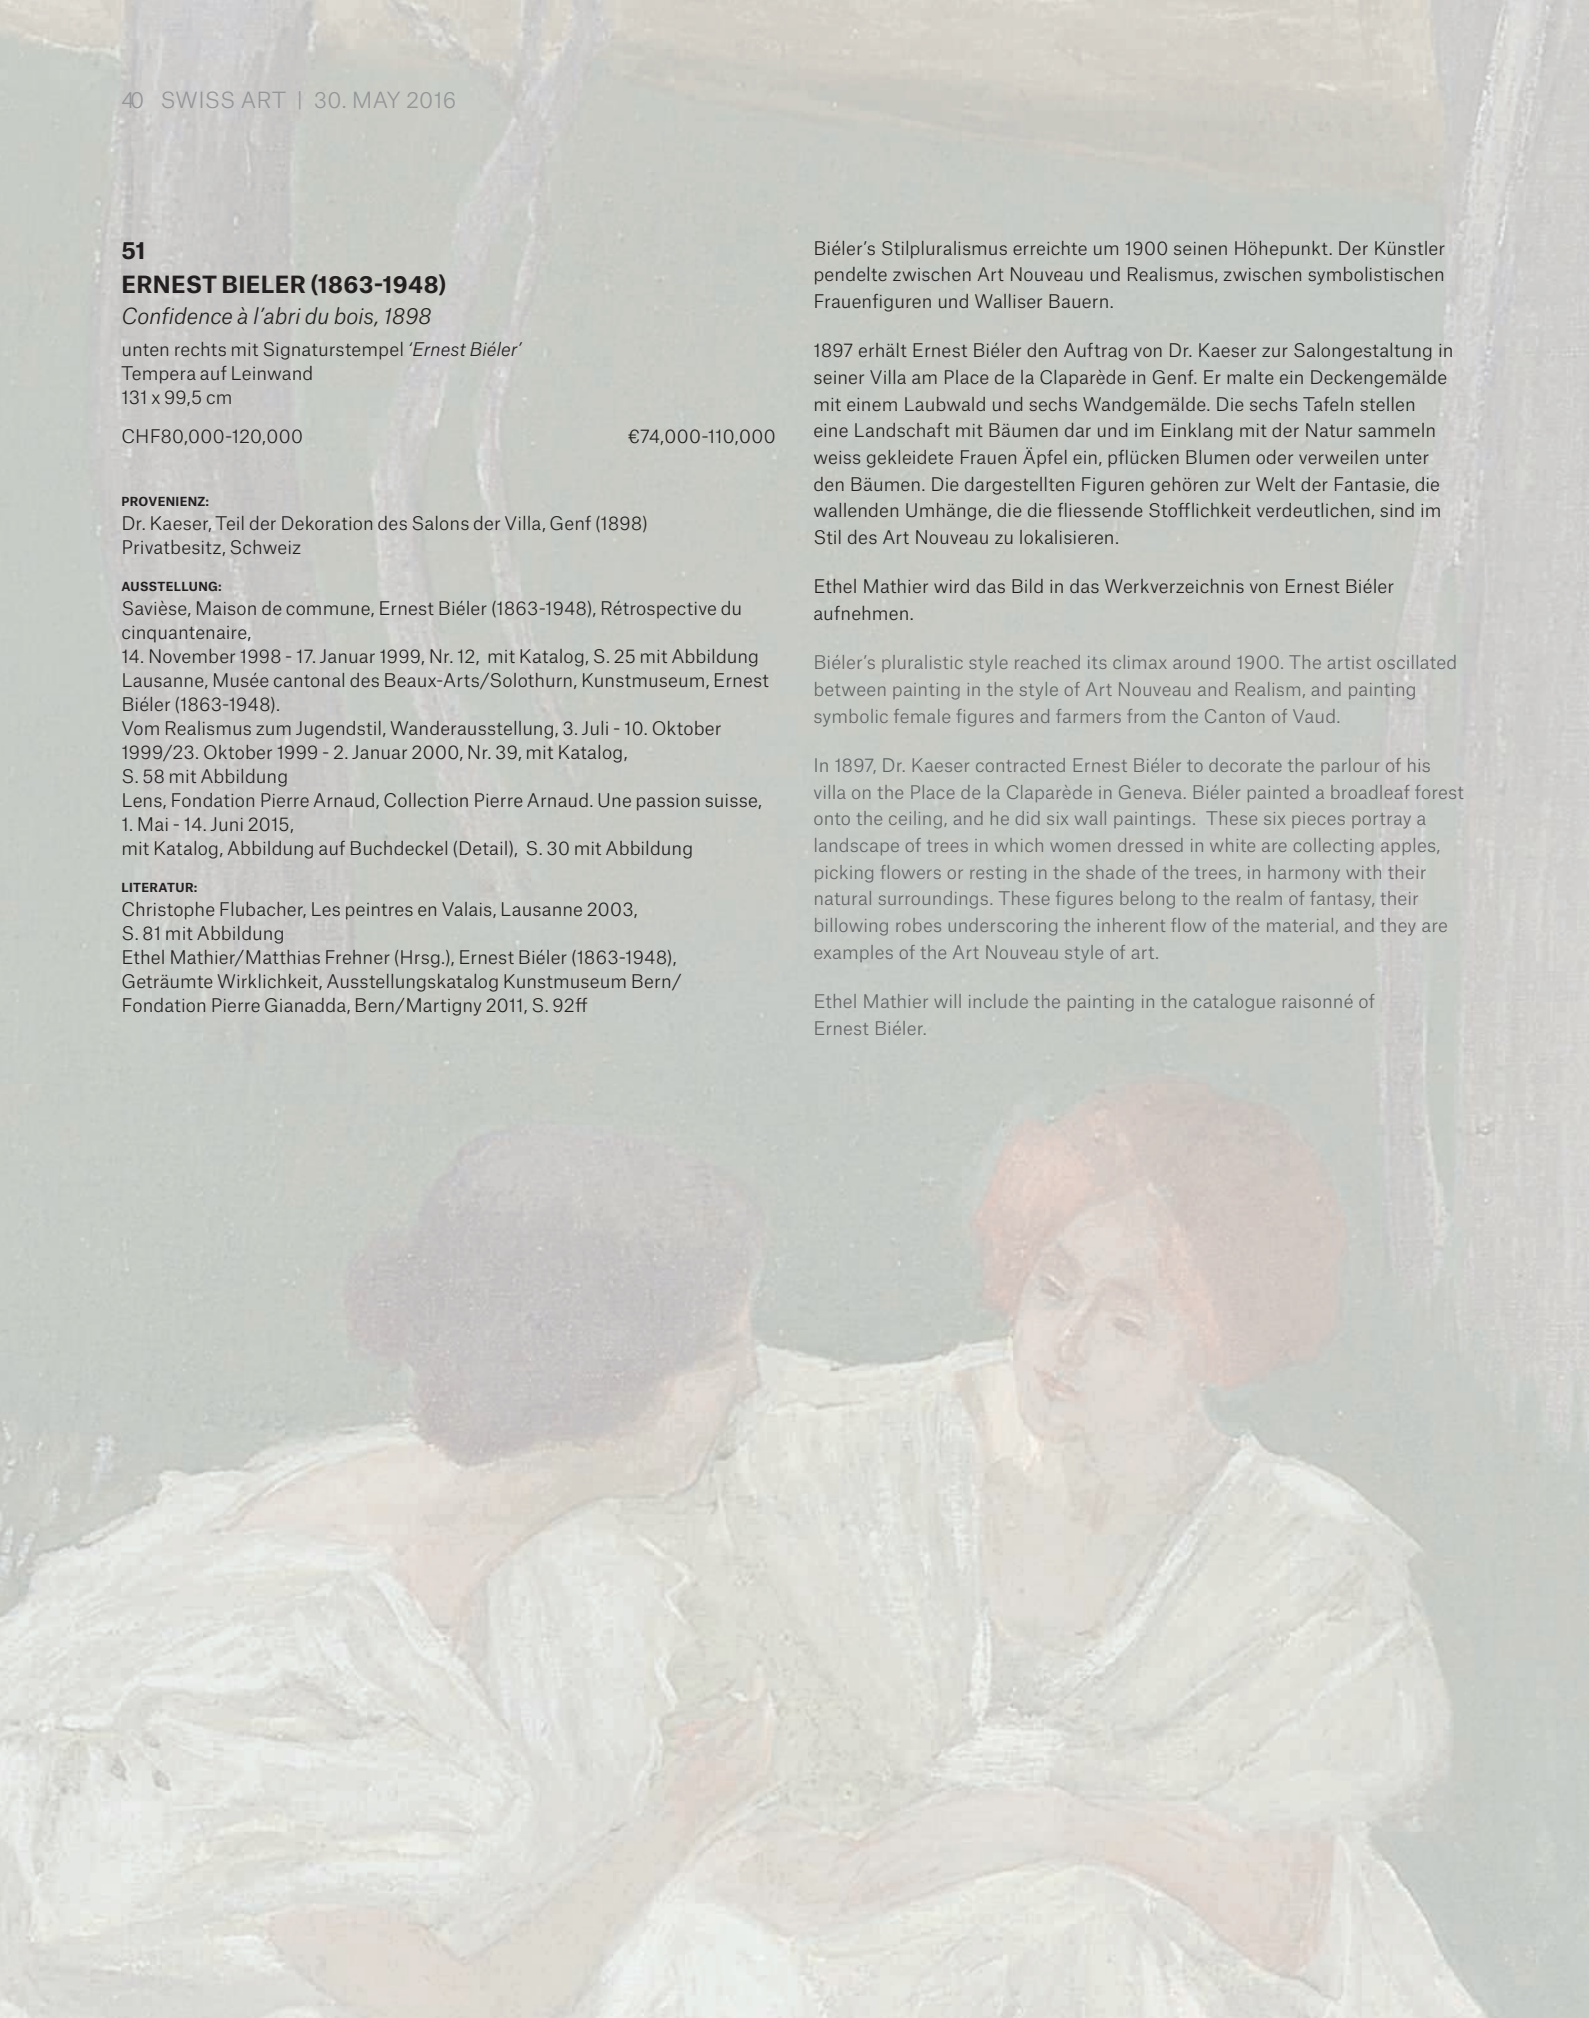 40 SWISS ART | 30. MAY 2016
51
ERNEST BIELER (1863-1948)
Confidence à l’abri du bois, 1898
unten rechts mit Signaturstempel ‘Ernest Biéler’
Tempera auf Leinwand
131 x 99,5 cm
CHF80,000-120,000 €74,000-110,000
PROVENIENZ:
Dr. Kaeser, Teil der Dekoration des Salons der Villa, Genf (1898)
Privatbesitz, Schweiz
AUSSTELLUNG:
Savièse, Maison de commune, Ernest Biéler (1863-1948), Rétrospective du
cinquantenaire,
14. November 1998 - 17. Januar 1999, Nr. 12, mit Katalog, S. 25 mit Abbildung
Lausanne, Musée cantonal des Beaux-Arts/Solothurn, Kunstmuseum, Ernest
Biéler (1863-1948).
Vom Realismus zum Jugendstil, Wanderausstellung, 3. Juli - 10. Oktober
1999/23. Oktober 1999 - 2. Januar 2000, Nr. 39, mit Katalog,
S. 58 mit Abbildung
Lens, Fondation Pierre Arnaud, Collection Pierre Arnaud. Une passion suisse,
1. Mai - 14. Juni 2015,
mit Katalog, Abbildung auf Buchdeckel (Detail), S. 30 mit Abbildung
LITERATUR:
Christophe Flubacher, Les peintres en Valais, Lausanne 2003,
S. 81 mit Abbildung
Ethel Mathier/Matthias Frehner (Hrsg.), Ernest Biéler (1863-1948),
Geträumte Wirklichkeit, Ausstellungskatalog Kunstmuseum Bern/
Fondation Pierre Gianadda, Bern/Martigny 2011, S. 92ff
Biéler’s Stilpluralismus erreichte um 1900 seinen Höhepunkt. Der Künstler
pendelte zwischen Art Nouveau und Realismus, zwischen symbolistischen
Frauenfiguren und Walliser Bauern.
1897 erhält Ernest Biéler den Auftrag von Dr. Kaeser zur Salongestaltung in
seiner Villa am Place de la Claparède in Genf. Er malte ein Deckengemälde
mit einem Laubwald und sechs Wandgemälde. Die sechs Tafeln stellen
eine Landschaft mit Bäumen dar und im Einklang mit der Natur sammeln
weiss gekleidete Frauen Äpfel ein, pflücken Blumen oder verweilen unter
den Bäumen. Die dargestellten Figuren gehören zur Welt der Fantasie, die
wallenden Umhänge, die die fliessende Stofflichkeit verdeutlichen, sind im
Stil des Art Nouveau zu lokalisieren.
Ethel Mathier wird das Bild in das Werkverzeichnis von Ernest Biéler
aufnehmen.
Biéler’s pluralistic style reached its climax around 1900. The artist oscillated
between painting in the style of Art Nouveau and Realism, and painting
symbolic female figures and farmers from the Canton of Vaud.
In 1897, Dr. Kaeser contracted Ernest Biéler to decorate the parlour of his
villa on the Place de la Claparède in Geneva. Biéler painted a broadleaf forest
onto the ceiling, and he did six wall paintings. These six pieces portray a
landscape of trees in which women dressed in white are collecting apples,
picking flowers or resting in the shade of the trees, in harmony with their
natural surroundings. These figures belong to the realm of fantasy, their
billowing robes underscoring the inherent flow of the material, and they are
examples of the Art Nouveau style of art.
Ethel Mathier will include the painting in the catalogue raisonné of
Ernest Biéler.